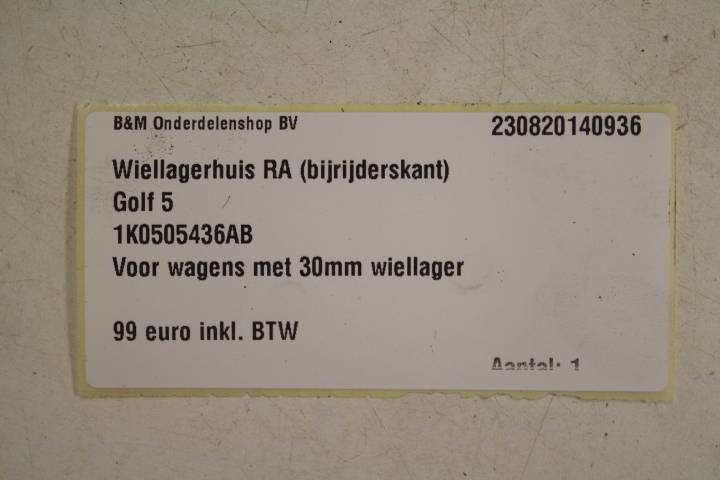 B&M Onderdelenshop BV 230820140936
Wiellagerhuis RA (bijrijderskant)
Golf 5
1K0505436AB
Voor wagens met 30mm wiellager
99 euro inkl. BTW
Aantal: 1